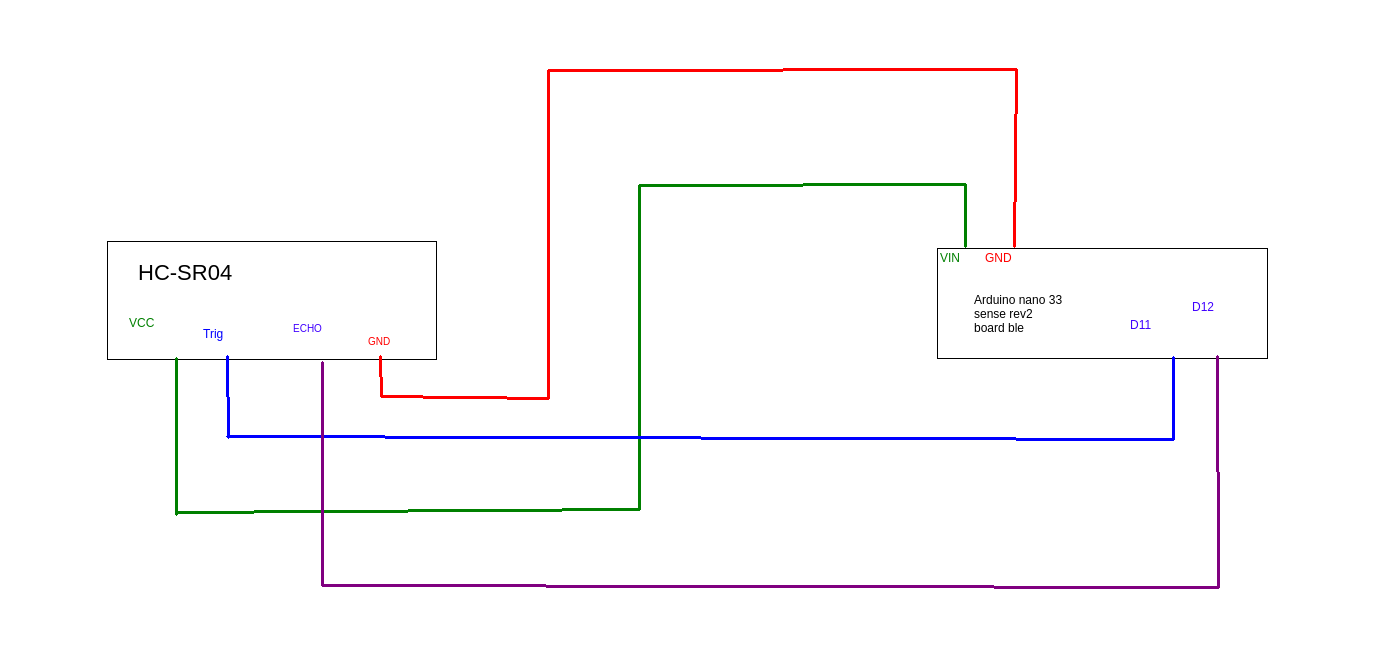 HC-SR04
VCC
Trig
ECHO
GND
VIN
GND
Arduino nano 33
sense rev2
board ble
D11
D12